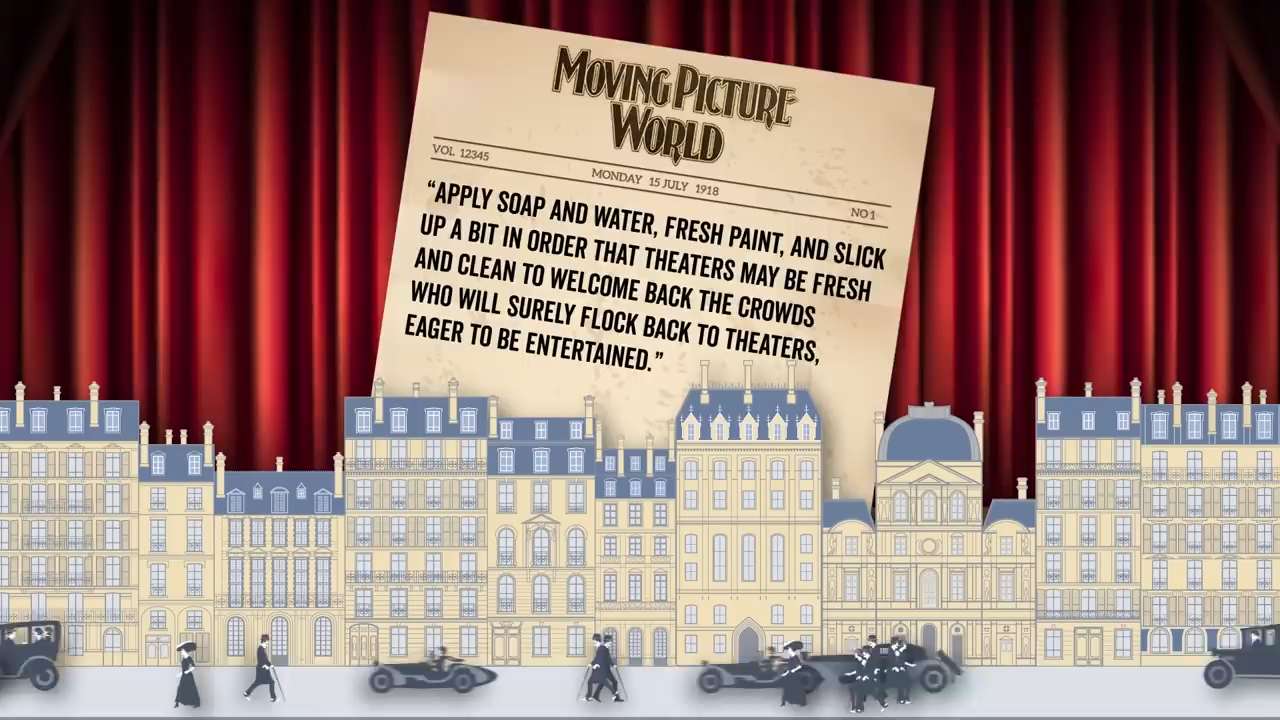 MOVING PICTURE
WORLD
VOL 12345
MONDAY 15 JULY 1918
NO 1
“APPLY SOAP AND WATER, FRESH PAINT, AND SLICK
UP A BIT IN ORDER THAT THEATERS MAY BE FRESH
AND CLEAN TO WELCOME BACK THE CROWDS
WHO WILL SURELY FLOCK BACK TO THEATERS,
EAGER TO BE ENTERTAINED.”